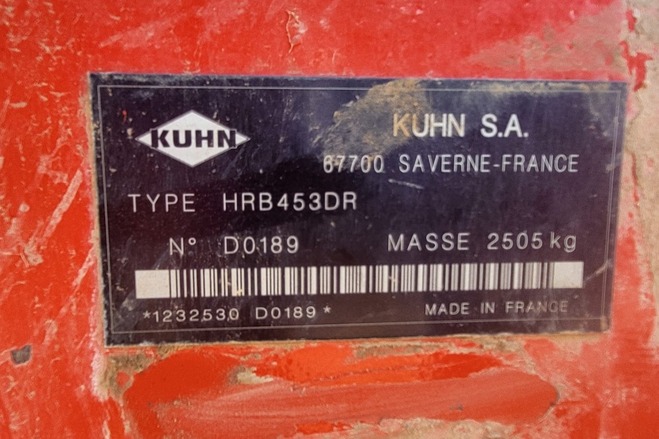 KUHN
KUHN S.A.
67700 SAVERNE-FRANCE
TYPE HRB453DR
N° D0189 MASSE 2505 kg
*1232530 D0189*
MADE IN FRANCE